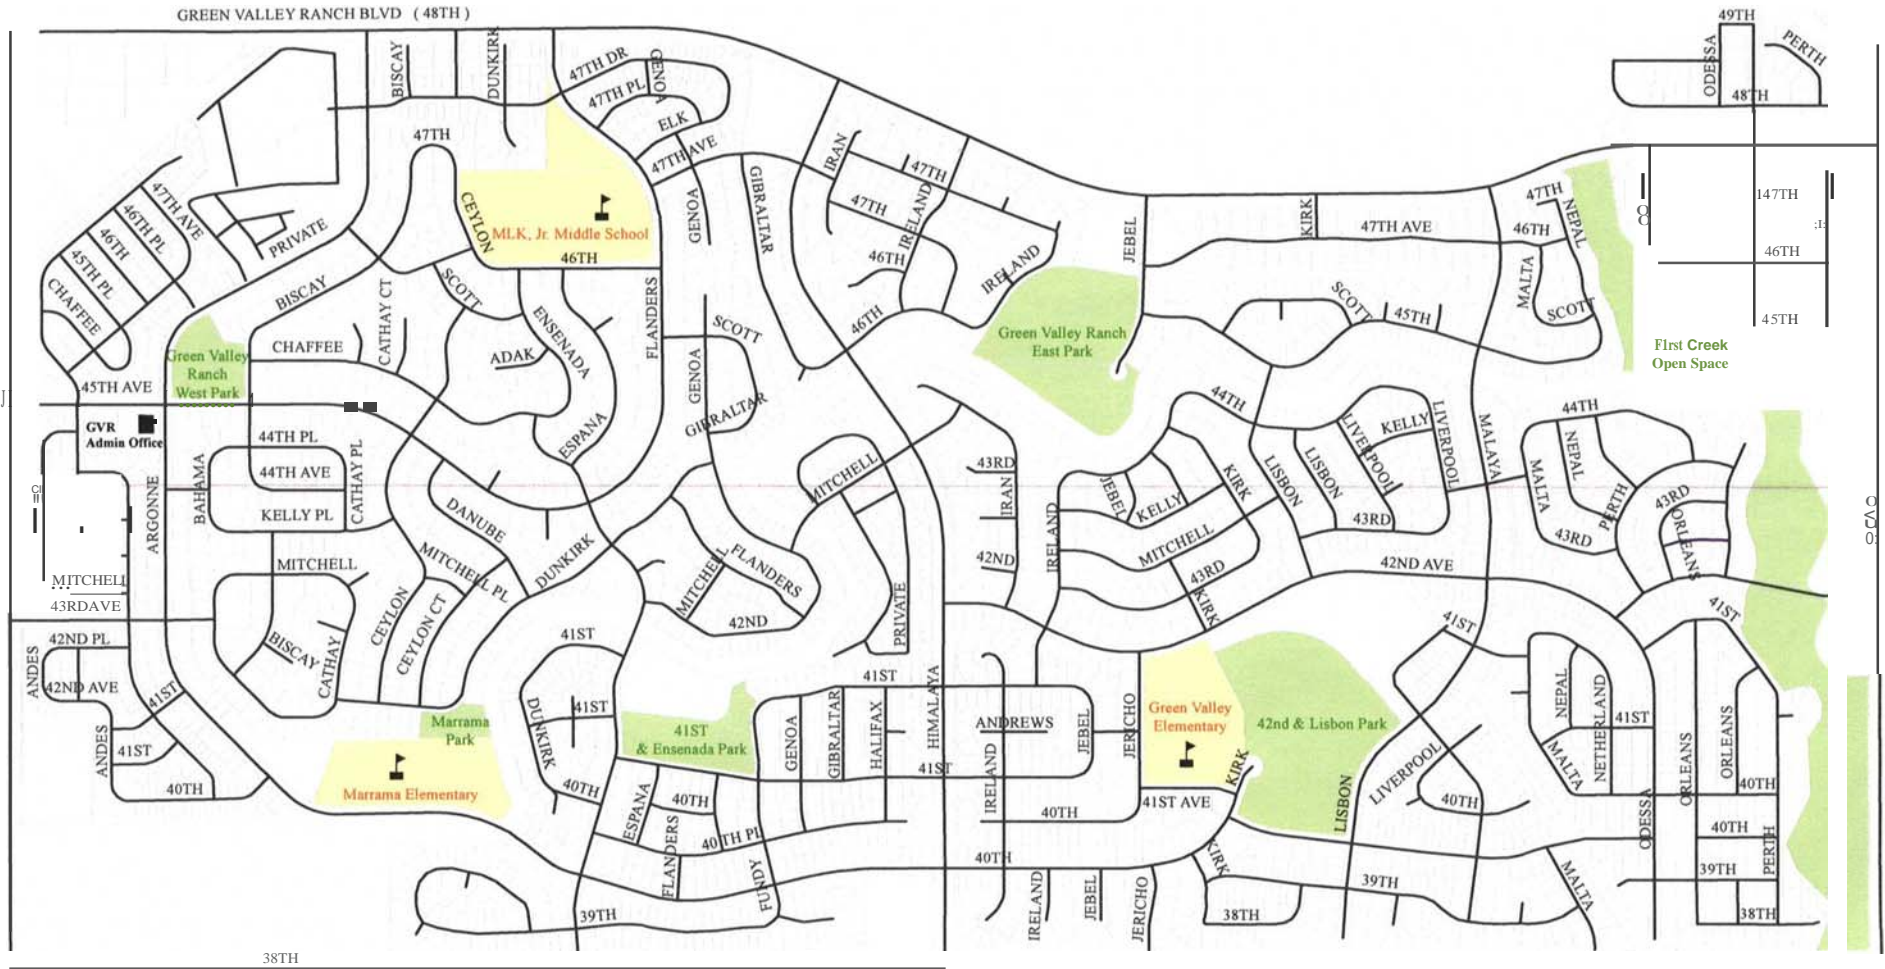 GREEN VALLEY RANCH BLVD ( 48TH )
49TH
ODESSA
PERTH
48TH
BISCAY
DUNKIRK
47TH DR
47TH PL
ELK
47TH AVE
47TH
CEYLON
MLK, Jr. Middle School
46TH
GENOA
GIBRALTAR
IRAN
47TH
47TH
IRELAND
46TH
IRELAND
46TH
JEBEL
KIRK
47TH AVE
47TH
NEPAL
46TH
MALTA
SCOTT
147TH
46TH
45TH
47TH AVE
46TH PL
46TH
45TH PL
CHAFFEE
PRIVATE
BISCAY
SCOTT
CATHAY CT
CHAFFEE
ENSENADA
ADAK
ESPANA
FLANDERS
SCOTT
GENOA
GIBRALTAR
Green Valley
Ranch
West Park
Green Valley Ranch
East Park
SCOTT
45TH
F1rst Creek
Open Space
45TH AVE
GVR
Admin Office
44TH PL
44TH AVE
KELLY PL
BAHAMA
CATHAY PL
ARGONNE
DANUBE
MITCHELL PL
DUNKIRK
MITCHELL
MITCHELL
FLANDERS
42ND
MITCHELL
PRIVATE
43RD
IRAN
42ND
IRELAND
44TH
JEBEL
KELLY
KIRK
LISBON
LISBON
LIVERPOOL
KELLY
LIVERPOOL
MALAYA
MITCHELL
43RD
43RD
KIRK
42ND AVE
44TH
NEPAL
MALTA
PERTH
43RD
43RD
ORLEANS
41ST
MITCHELL
43RDAVE
42ND PL
ANDES
42ND AVE
41ST
ANDES
41ST
40TH
BISCAY
CATHAY
CEYLON
CEYLON CT
Marrama
Park
Marrama Elementary
41ST
DUNKIRK
41ST
40TH
41ST
& Ensenada Park
ESPANA
40TH
FLANDERS
40TH PL
FUNDY
39TH
GENOA
GIBRALTAR
HALIFAX
41ST
HIMALAYA
41ST
ANDREWS
IRELAND
JEBEL
JERICHO
40TH
40TH
IRELAND
JEBEL
JERICHO
Green Valley
Elementary
KIRK
41ST AVE
KIRK
38TH
42nd & Lisbon Park
LISBON
LIVERPOOL
40TH
39TH
41ST
NEPAL
NETHERLAND
41ST
MALTA
ODESSA
ORLEANS
ORLEANS
40TH
40TH
39TH
PERTH
38TH
MALTA
38TH